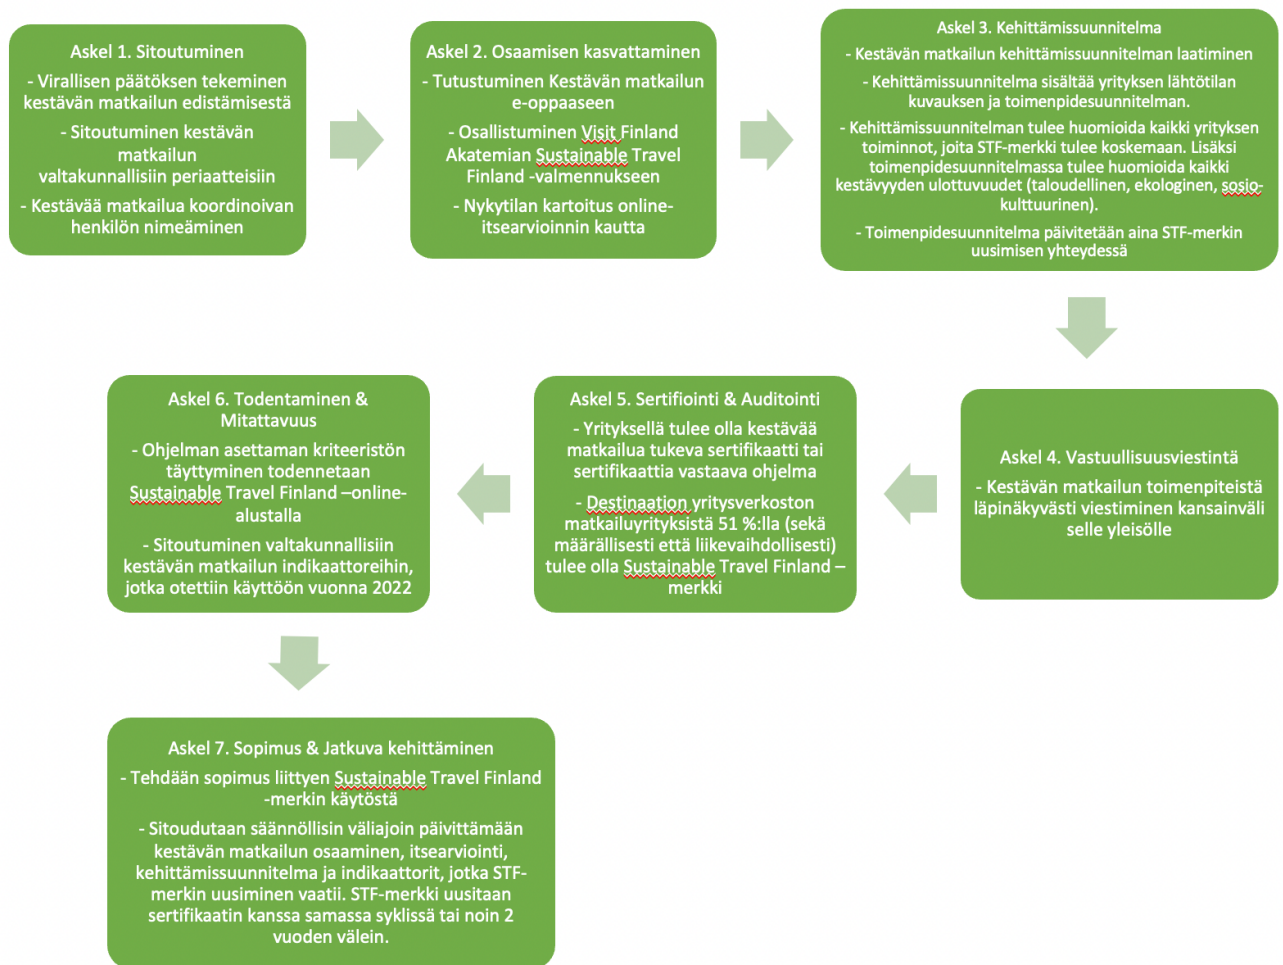 Askel 1. Sitoutuminen
- Virallisen päätöksen tekeminen
kestävän matkailun edistämisestä
- Sitoutuminen kestävän
matkailun
valtakunnallisiin periaatteisiin
- Kestävää matkailua koordinoivan
henkilön nimeäminen
Askel 2. Osaamisen kasvattaminen
- Tutustuminen Kestävän matkailun
e-oppaaseen
- Osallistuminen Visit Finland
Akatemian Sustainable Travel
Finland -valmennukseen
- Nykytilan kartoitus online-
itsearvioinnin kautta
Askel 3. Kehittämissuunnitelma
- Kestävän matkailun kehittämissuunnitelman laatiminen
- Kehittämissuunnitelma sisältää yrityksen lähtötilan
kuvauksen ja toimenpidesuunnitelman.
- Kehittämissuunnitelman tulee huomioida kaikki yrityksen
toiminnot, joita STF-merkki tulee koskemaan. Lisäksi
toimenpidesuunnitelmassa tulee huomioida kaikki
kestävyyden ulottuvuudet (taloudellinen, ekologinen, sosio-
kulttuurinen).
- Toimenpidesuunnitelma päivitetään aina STF-merkin
uusimisen yhteydessä
Askel 4. Vastuullisuusviestintä
- Kestävän matkailun toimenpiteistä
läpinäkyvästi viestiminen kansainväli
selle yleisölle
Askel 5. Sertifiointi & Auditointi
- Yrityksellä tulee olla kestävää
matkailua tukeva sertifikaatti tai
sertifikaattia vastaava ohjelma
- Destinaation yritysverkoston
matkailuyrityksistä 51 %:lla (sekä
määrällisesti että liikevaihdollisesti)
tulee olla Sustainable Travel Finland –
merkki
Askel 6. Todentaminen &
Mitattavuus
- Ohjelman asettaman kriteeristön
täyttyminen todennetaan
Sustainable Travel Finland –online-
alustalla
- Sitoutuminen valtakunnallisiin
kestävän matkailun indikaattoreihin,
jotka otettiin käyttöön vuonna 2022
Askel 7. Sopimus & Jatkuva kehittäminen
- Tehdään sopimus liittyen Sustainable Travel Finland
-merkin käytöstä
- Sitoudutaan säännöllisin väliajoin päivittämään
kestävän matkailun osaaminen, itsearviointi,
kehittämissuunnitelma ja indikaattorit, jotka STF-
merkin uusiminen vaatii. STF-merkki uusitaan
sertifikaatin kanssa samassa syklissä tai noin 2
vuoden välein.